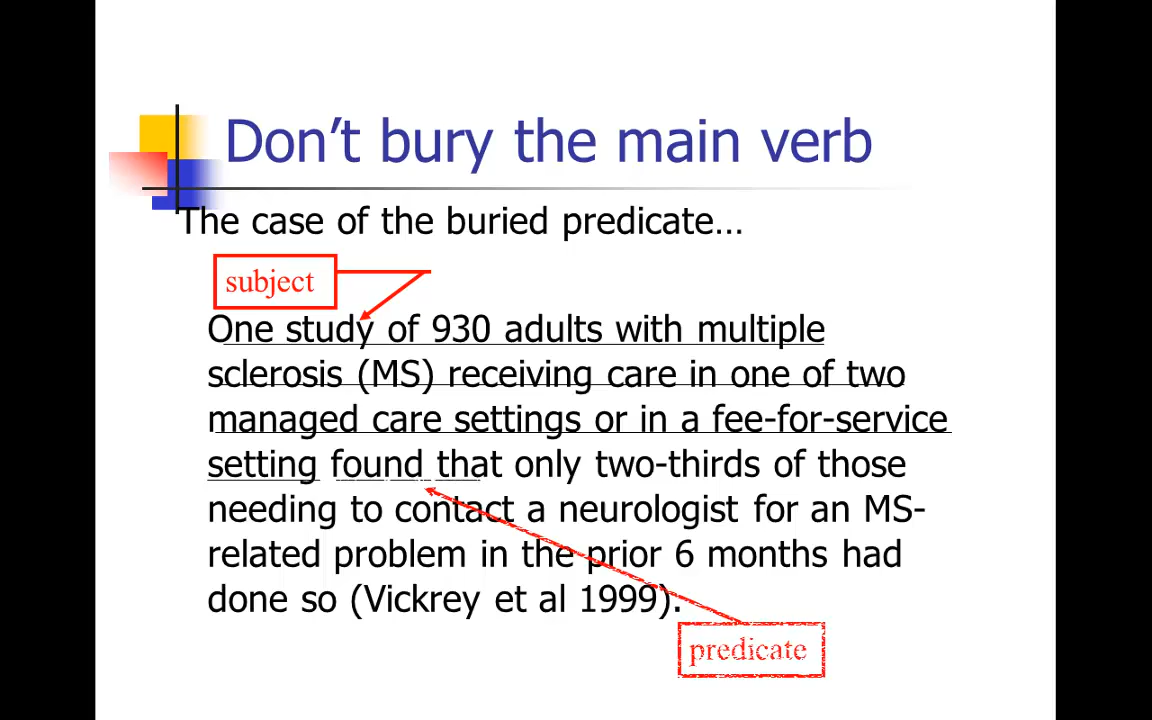 Don’t bury the main verb
The case of the buried predicate…
subject
One study of 930 adults with multiple
sclerosis (MS) receiving care in one of two
managed care settings or in a fee-for-service
setting found that only two-thirds of those
needing to contact a neurologist for an MS-
related problem in the prior 6 months had
done so (Vickrey et al 1999).
predicate